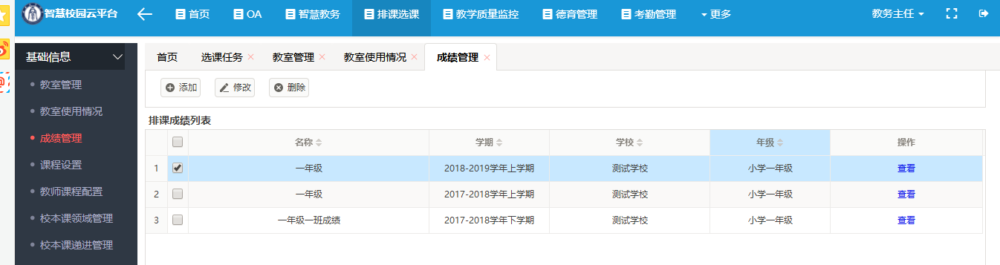 智慧校园云平台 首页 OA 智慧教务 排课选课 教学质量监控 德育管理 考勤管理 更多 教务主任
基础信息 首页 选课任务 教室管理 教室使用情况 成绩管理
教室管理
教室使用情况
成绩管理
课程设置
教师课程配置
校本课领域管理
校本课递进管理
添加 修改 删除
排课成绩列表
名称 学期 学校 年级 操作
1 一年级 2018-2019学年上学期 测试学校 小学一年级 查看
2 一年级 2017-2018学年上学期 测试学校 小学一年级 查看
3 一年级一班成绩 2017-2018学年下学期 测试学校 小学一年级 查看